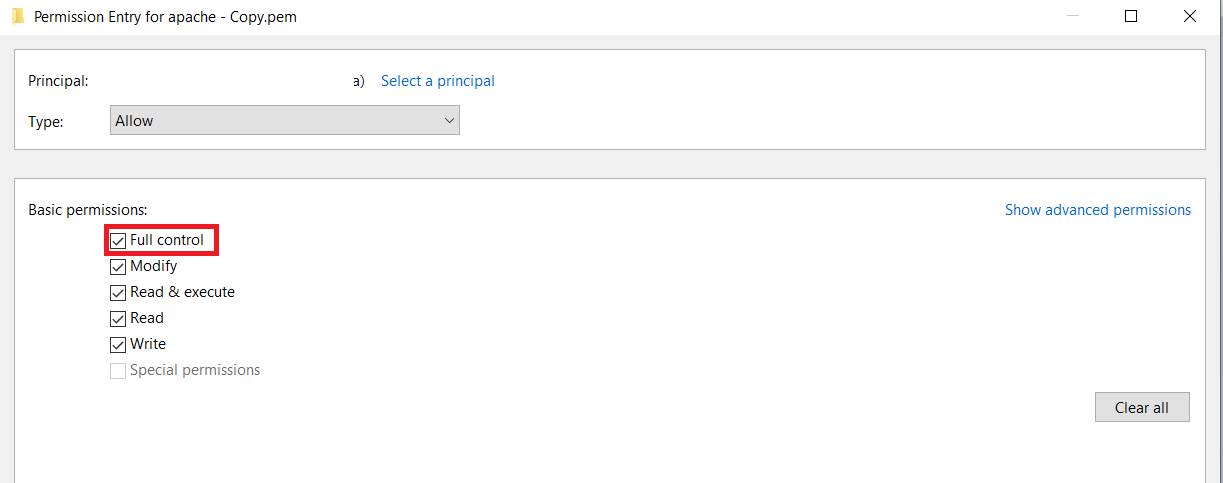 Permission Entry for apache - Copy.pem
Principal: a) Select a principal
Type: Allow
Basic permissions: Show advanced permissions
Full control
Modify
Read & execute
Read
Write
Special permissions
Clear all